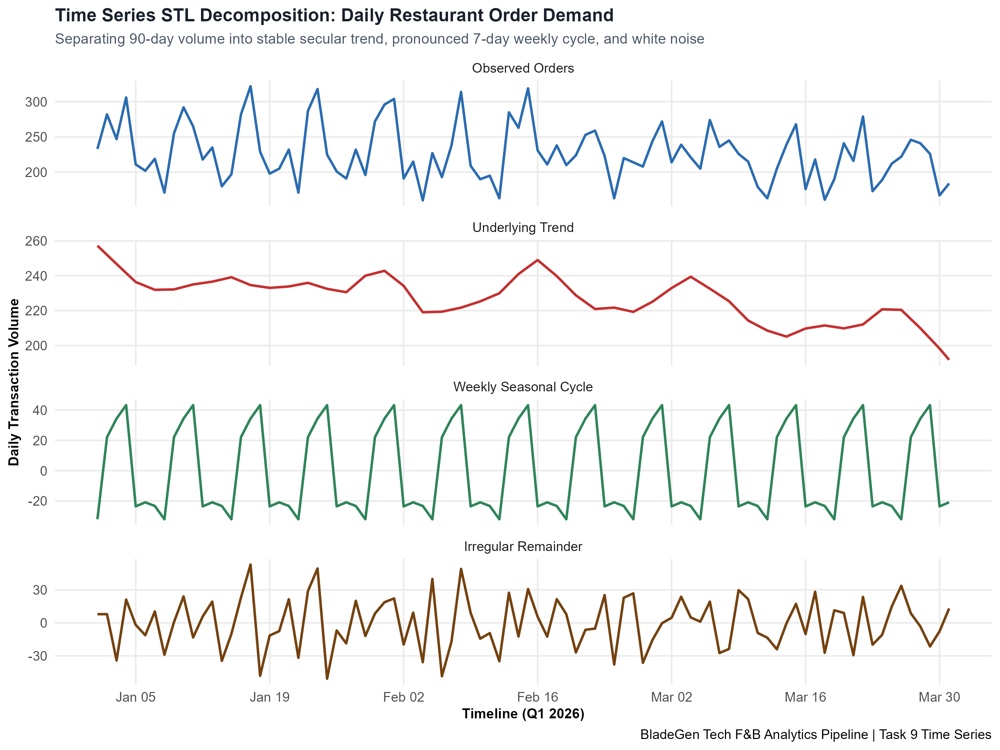 Time Series STL Decomposition: Daily Restaurant Order Demand
Separating 90-day volume into stable secular trend, pronounced 7-day weekly cycle, and white noise
Observed Orders
300
250
200
Underlying Trend
260
240
220
200
Weekly Seasonal Cycle
40
20
0
-20
Irregular Remainder
30
0
-30
Daily Transaction Volume
Jan 05
Jan 19
Feb 02
Feb 16
Mar 02
Mar 16
Mar 30
Timeline (Q1 2026)
BladeGen Tech F&B Analytics Pipeline | Task 9 Time Series